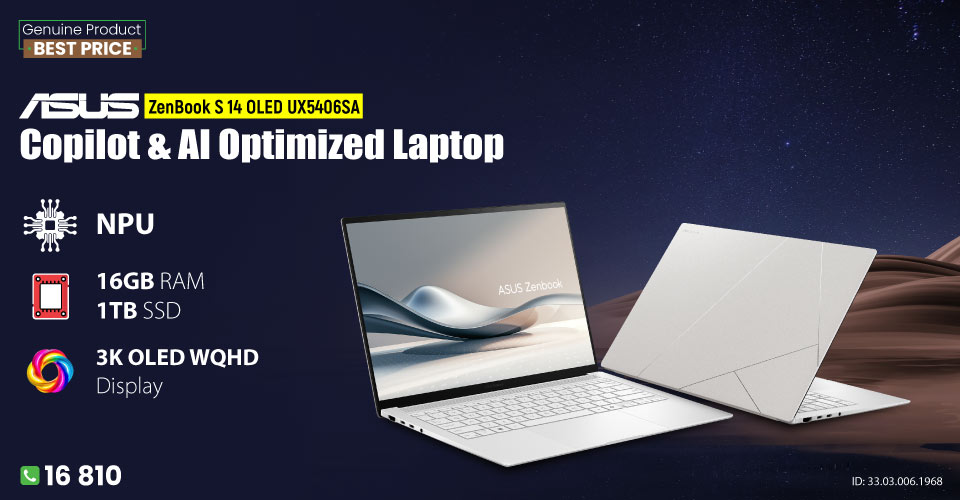 Genuine Product
BEST PRICE
ASUS ZenBook S 14 OLED UX5406SA
Copilot & AI Optimized Laptop
NPU
16GB RAM
1TB SSD
3K OLED WQHD
Display
ASUS Zenbook
16 810
ID: 33.03.006.1968